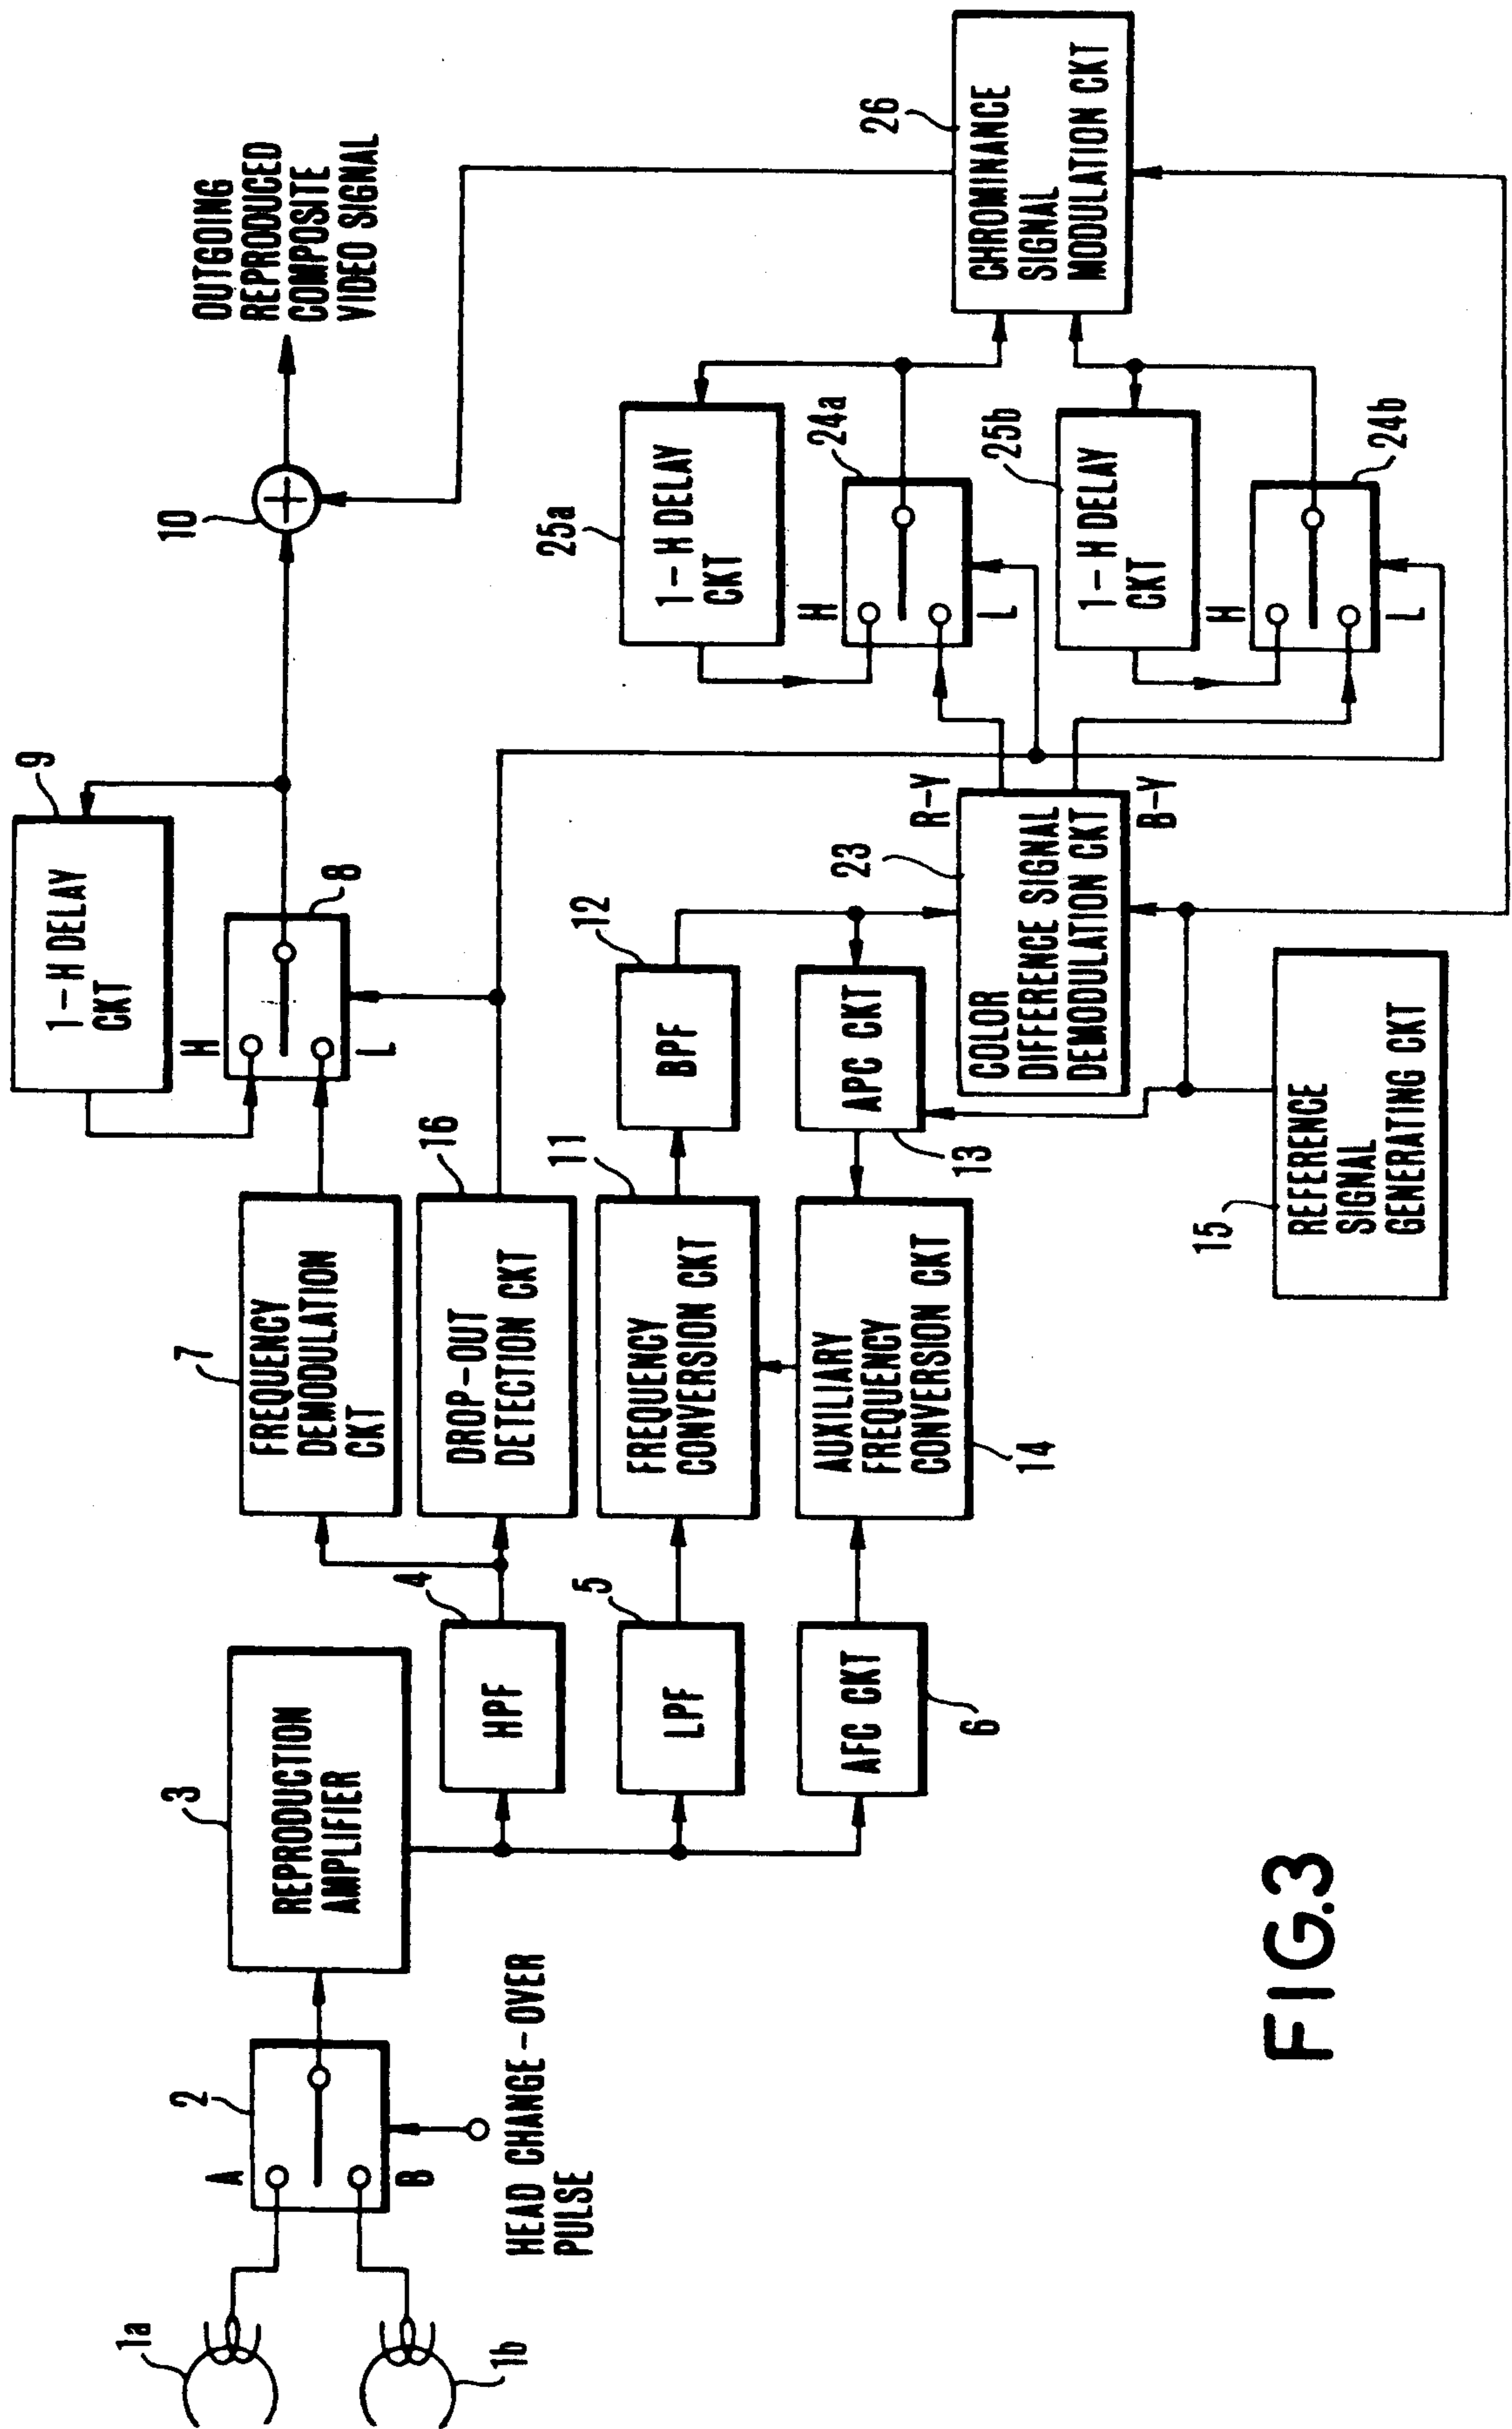 1a
1b
A
2
B
HEAD CHANGE-OVER
PULSE
3
REPRODUCTION
AMPLIFIER
4
HPF
5
LPF
AFC CKT
6
7
FREQUENCY
DEMODULATION
CKT
16
DROP-OUT
DETECTION CKT
11
FREQUENCY
CONVERSION CKT
AUXILIARY
FREQUENCY
CONVERSION CKT
14
9
1-H DELAY
CKT
H
8
L
12
BPF
APC CKT
13
23
R-Y
COLOR
DIFFERENCE SIGNAL
DEMODULATION CKT
B-Y
15
REFERENCE
SIGNAL
GENERATING CKT
10
OUTGOING
REPRODUCED
COMPOSITE
VIDEO SIGNAL
25a
1-H DELAY
CKT
H
24a
L
25b
1-H DELAY
CKT
H
24b
L
26
CHROMINANCE
SIGNAL
MODULATION CKT
FIG.3